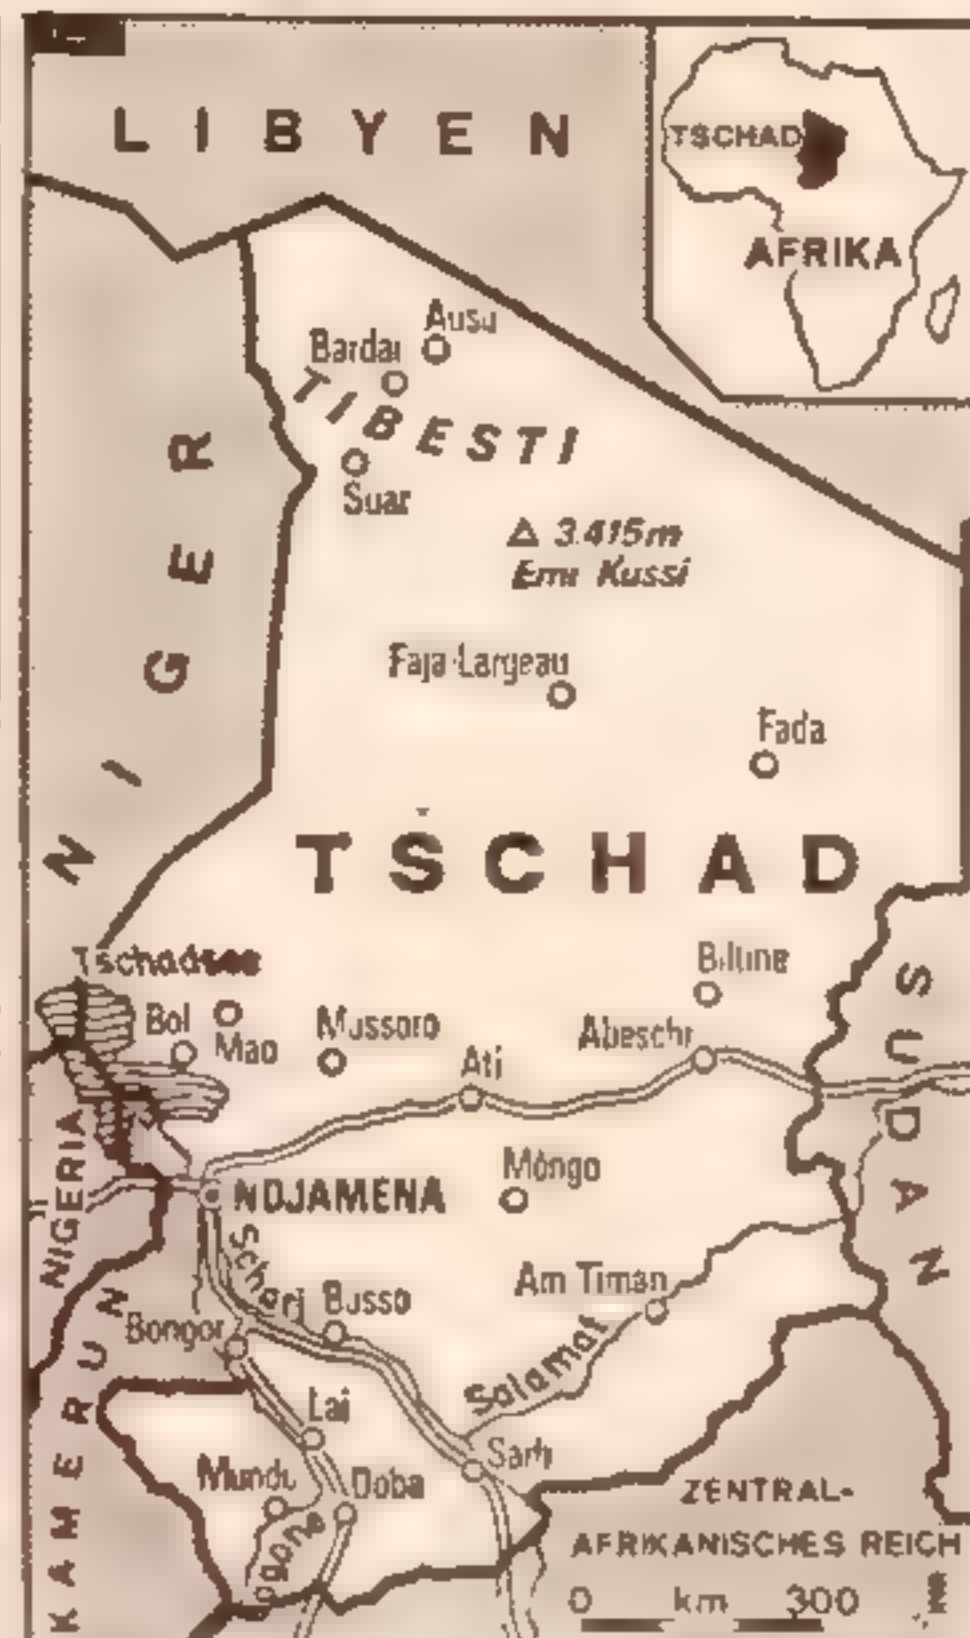 LIBYEN
TSCHAD
AFRIKA
Ausu
Bardai
TIBESTI
Suar
Δ 3.415m
Emi Kussi
NIGER
Faja-Largeau
Fada
TSCHAD
Tschadsee
Biltine
SUDAN
Bol
Mao
Mussoro
Abeschr
Ati
NIGERIA
NDJAMENA
Mongo
Schari
Busso
Am Timan
Bongor
Salamat
KAMERUN
Lai
Sarh
Mundu
Doba
Logone
ZENTRAL-
AFRIKANISCHES REICH
0 km 300